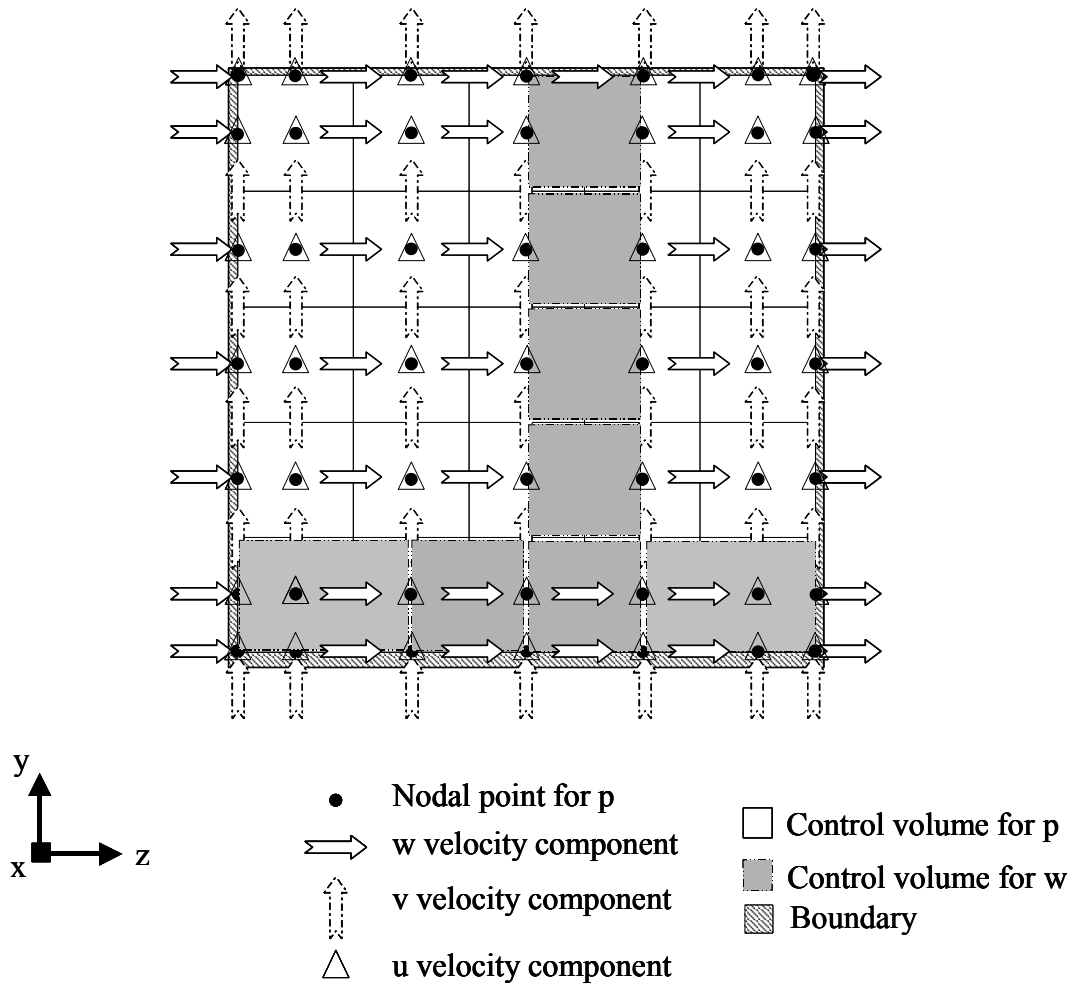 y
x
z
Nodal point for p
w velocity component
v velocity component
u velocity component
Control volume for p
Control volume for w
Boundary